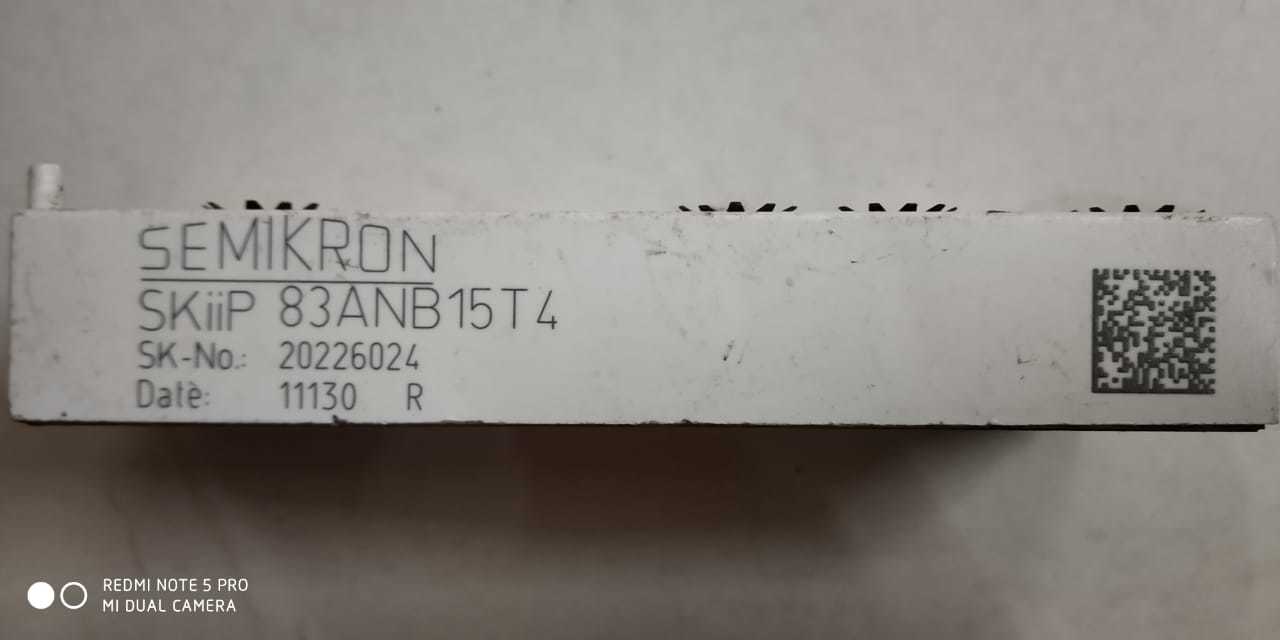 SEMIKRON
SKiiP 83ANB15T4
SK-No.: 20226024
Date: 11130 R
REDMI NOTE 5 PRO
MI DUAL CAMERA